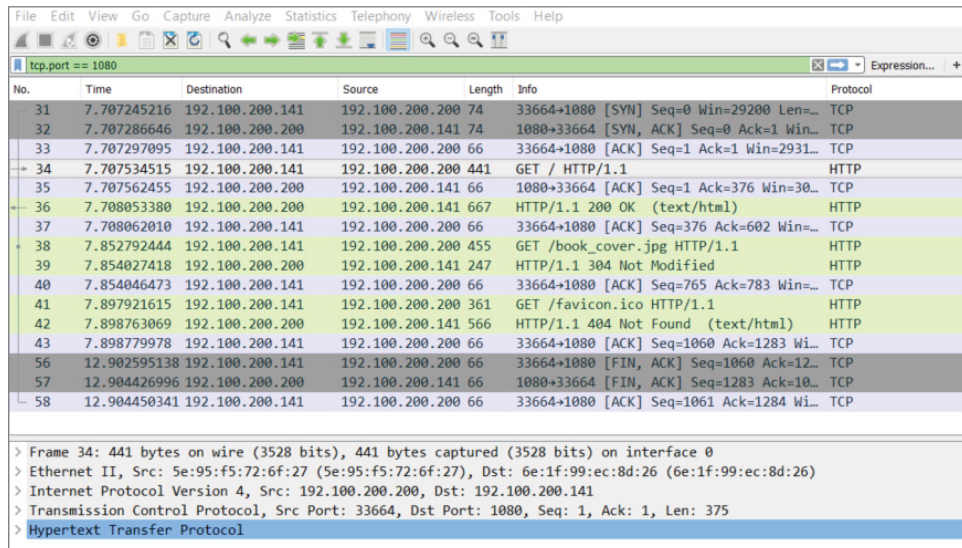 File Edit View Go Capture Analyze Statistics Telephony Wireless Tools Help
tcp.port == 1080 Expression... +
No. Time Destination Source Length Info Protocol
31 7.707245216 192.100.200.141 192.100.200.200 74 33664→1080 [SYN] Seq=0 Win=29200 Len=… TCP
32 7.707286646 192.100.200.200 192.100.200.141 74 1080→33664 [SYN, ACK] Seq=0 Ack=1 Win… TCP
33 7.707297095 192.100.200.141 192.100.200.200 66 33664→1080 [ACK] Seq=1 Ack=1 Win=2931… TCP
34 7.707534515 192.100.200.141 192.100.200.200 441 GET / HTTP/1.1 HTTP
35 7.707562455 192.100.200.200 192.100.200.141 66 1080→33664 [ACK] Seq=1 Ack=376 Win=30… TCP
36 7.708053380 192.100.200.200 192.100.200.141 667 HTTP/1.1 200 OK (text/html) HTTP
37 7.708062010 192.100.200.141 192.100.200.200 66 33664→1080 [ACK] Seq=376 Ack=602 Win=… TCP
38 7.852792444 192.100.200.141 192.100.200.200 455 GET /book_cover.jpg HTTP/1.1 HTTP
39 7.854027418 192.100.200.200 192.100.200.141 247 HTTP/1.1 304 Not Modified HTTP
40 7.854046473 192.100.200.141 192.100.200.200 66 33664→1080 [ACK] Seq=765 Ack=783 Win=… TCP
41 7.897921615 192.100.200.141 192.100.200.200 361 GET /favicon.ico HTTP/1.1 HTTP
42 7.898763069 192.100.200.200 192.100.200.141 566 HTTP/1.1 404 Not Found (text/html) HTTP
43 7.898779978 192.100.200.141 192.100.200.200 66 33664→1080 [ACK] Seq=1060 Ack=1283 Wi… TCP
56 12.902595138 192.100.200.141 192.100.200.200 66 33664→1080 [FIN, ACK] Seq=1060 Ack=12… TCP
57 12.904426996 192.100.200.200 192.100.200.141 66 1080→33664 [FIN, ACK] Seq=1283 Ack=10… TCP
58 12.904450341 192.100.200.141 192.100.200.200 66 33664→1080 [ACK] Seq=1061 Ack=1284 Wi… TCP
> Frame 34: 441 bytes on wire (3528 bits), 441 bytes captured (3528 bits) on interface 0
> Ethernet II, Src: 5e:95:f5:72:6f:27 (5e:95:f5:72:6f:27), Dst: 6e:1f:99:ec:8d:26 (6e:1f:99:ec:8d:26)
> Internet Protocol Version 4, Src: 192.100.200.200, Dst: 192.100.200.141
> Transmission Control Protocol, Src Port: 33664, Dst Port: 1080, Seq: 1, Ack: 1, Len: 375
> Hypertext Transfer Protocol